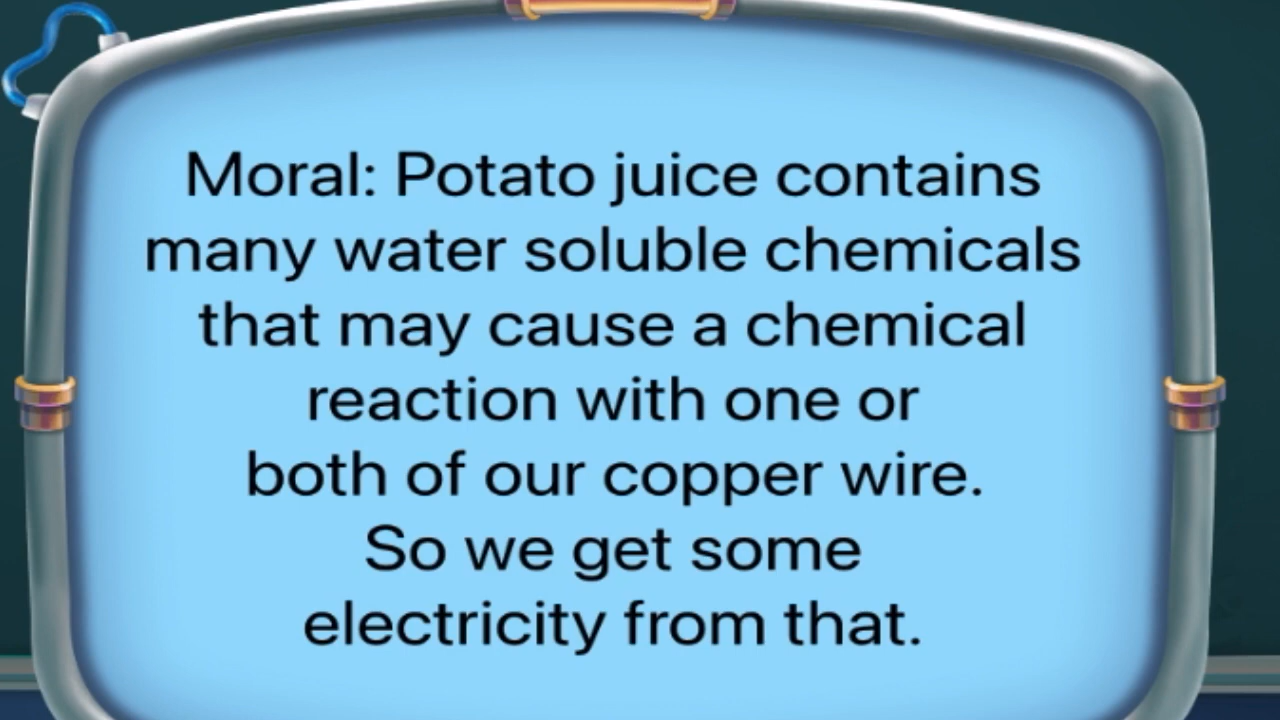 Moral: Potato juice contains
many water soluble chemicals
that may cause a chemical
reaction with one or
both of our copper wire.
So we get some
electricity from that.